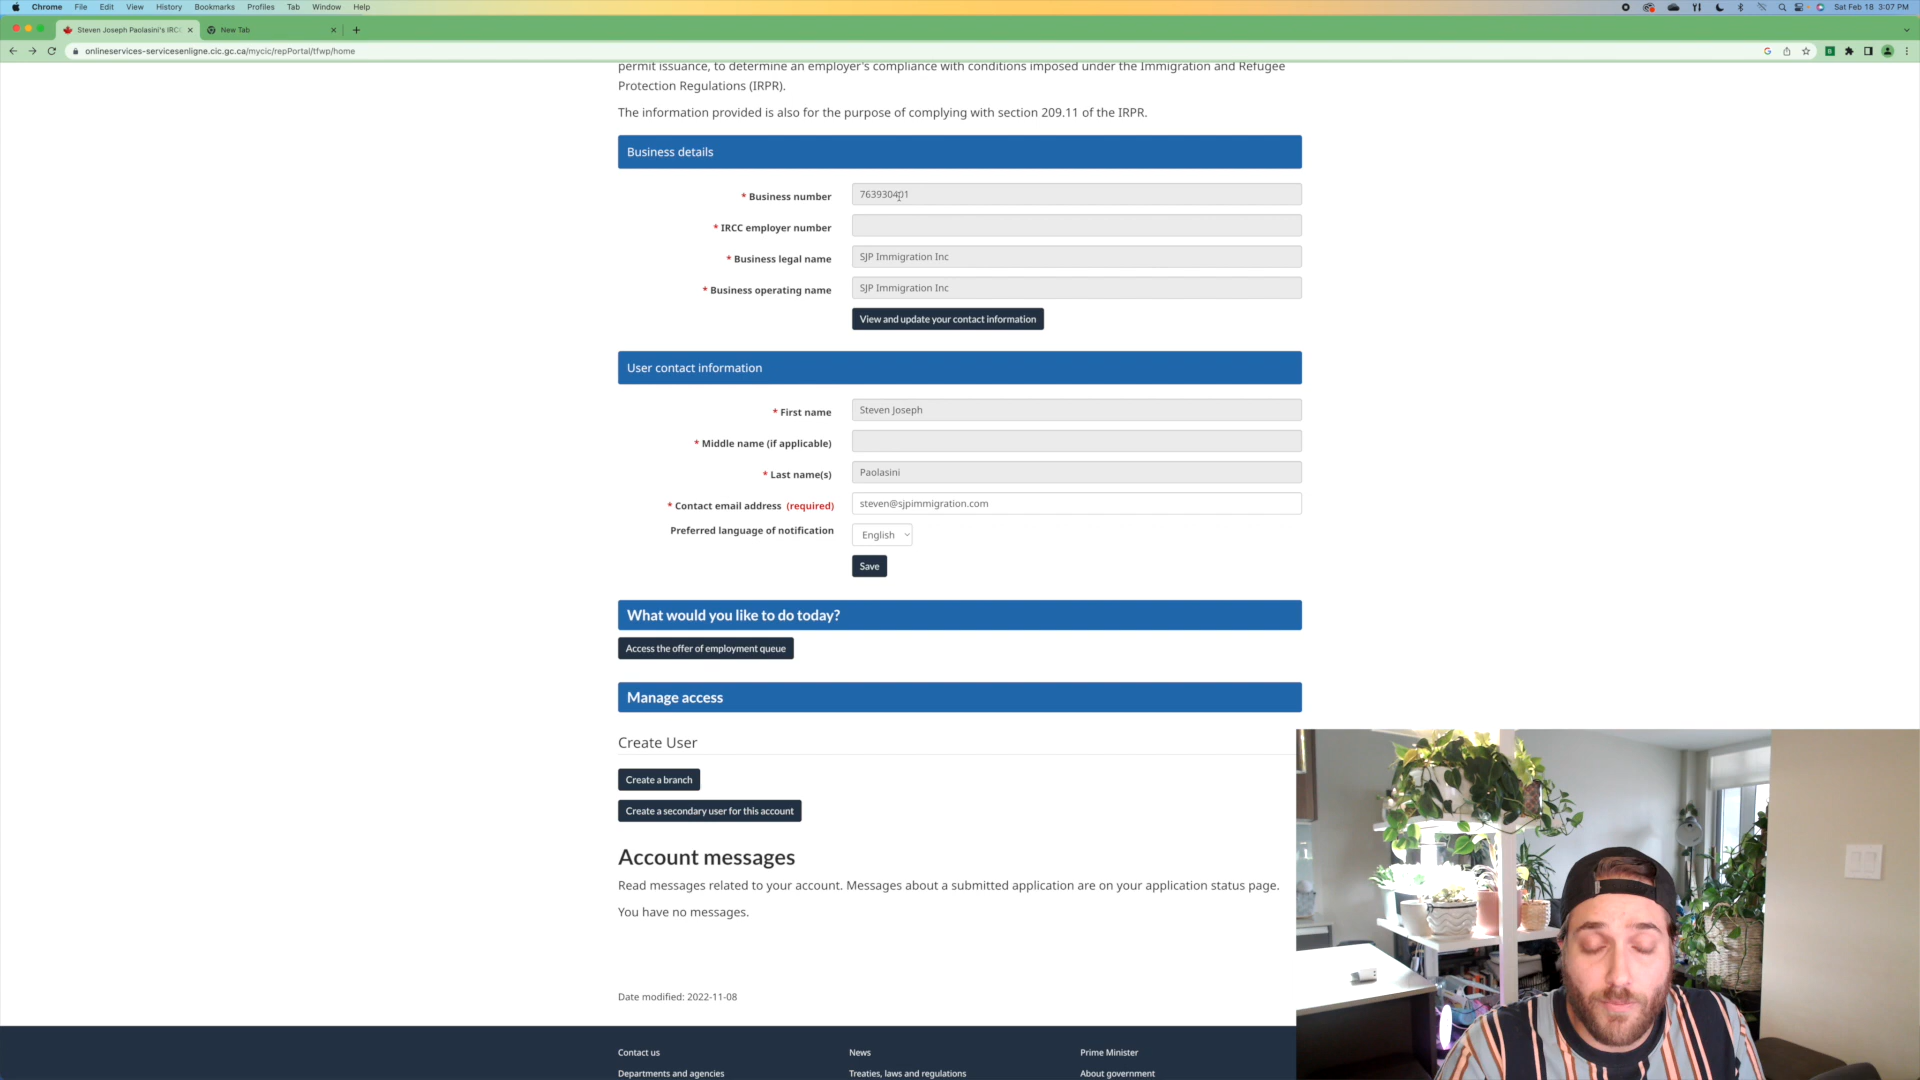 Chrome File Edit View History Bookmarks Profiles Tab Window Help Sat Feb 18 3:07 PM
Steven Joseph Paolasini's IRC New Tab
onlineservices-servicesenligne.cic.gc.ca/mycic/repPortal/tfwp/home
permit issuance, to determine an employer's compliance with conditions imposed under the Immigration and Refugee
Protection Regulations (IRPR).
The information provided is also for the purpose of complying with section 209.11 of the IRPR.
Business details
* Business number 763930401
* IRCC employer number
* Business legal name SJP Immigration Inc
* Business operating name SJP Immigration Inc
View and update your contact information
User contact information
* First name Steven Joseph
* Middle name (if applicable)
* Last name(s) Paolasini
* Contact email address (required) steven@sjpimmigration.com
Preferred language of notification English
Save
What would you like to do today?
Access the offer of employment queue
Manage access
Create User
Create a branch
Create a secondary user for this account
Account messages
Read messages related to your account. Messages about a submitted application are on your application status page.
You have no messages.
Date modified: 2022-11-08
Contact us News Prime Minister
Departments and agencies Treaties, laws and regulations About government